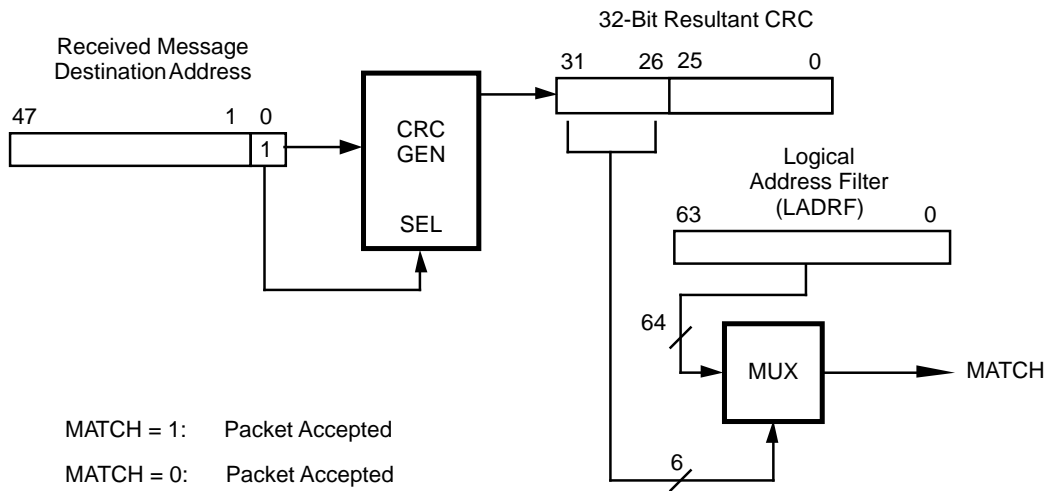 32-Bit Resultant CRC
Received Message
Destination Address
31 26 25 0
47 1 0
1
CRC
GEN
SEL
Logical
Address Filter
(LADRF)
63 0
64
MUX
MATCH
6
MATCH = 1: Packet Accepted
MATCH = 0: Packet Accepted